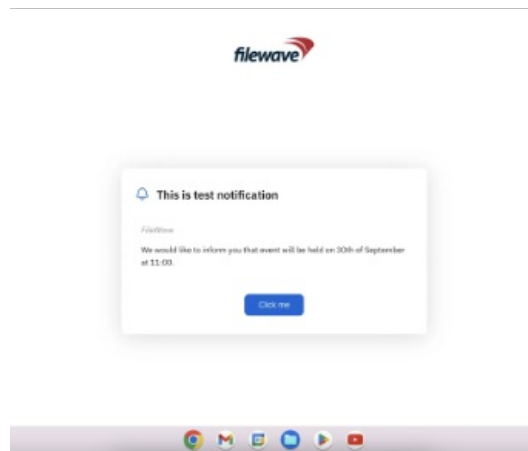 filewave
This is test notification
FileWave
We would like to inform you that event will be held on 30th of September
at 11:00.
Click me